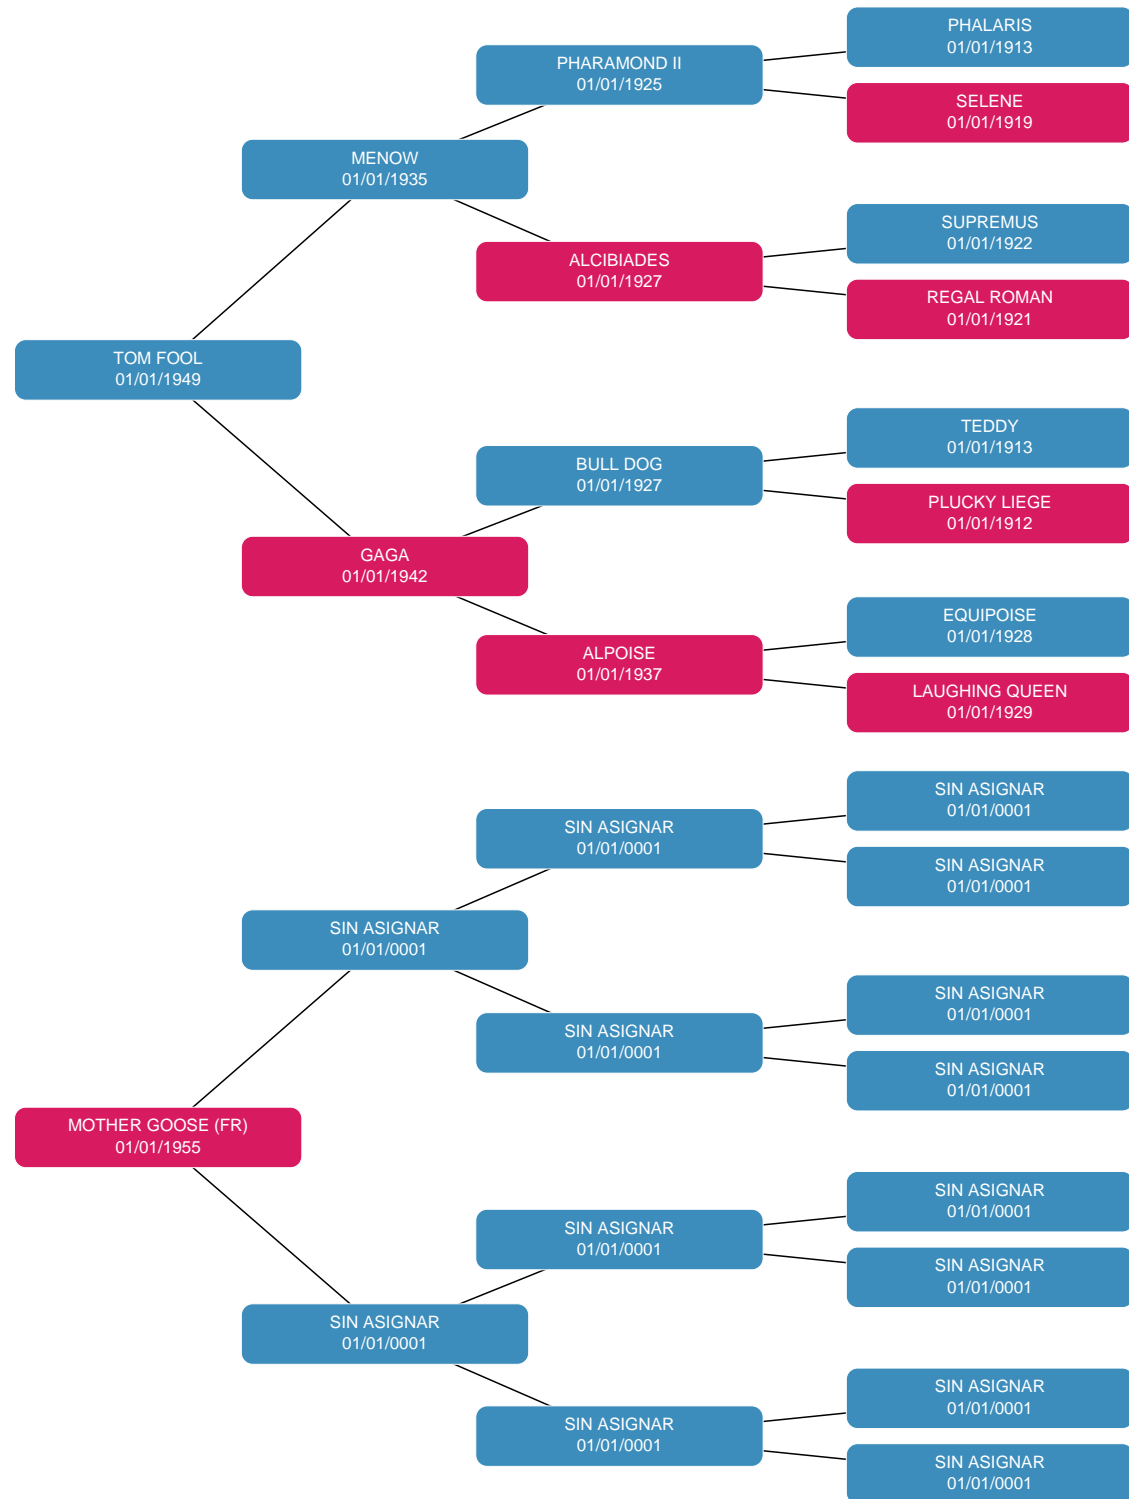 PHALARIS
01/01/1913
PHARAMOND II
01/01/1925
SELENE
01/01/1919
MENOW
01/01/1935
SUPREMUS
01/01/1922
ALCIBIADES
01/01/1927
REGAL ROMAN
01/01/1921
TOM FOOL
01/01/1949
TEDDY
01/01/1913
BULL DOG
01/01/1927
PLUCKY LIEGE
01/01/1912
GAGA
01/01/1942
EQUIPOISE
01/01/1928
ALPOISE
01/01/1937
LAUGHING QUEEN
01/01/1929
SIN ASIGNAR
01/01/0001
SIN ASIGNAR
01/01/0001
SIN ASIGNAR
01/01/0001
SIN ASIGNAR
01/01/0001
SIN ASIGNAR
01/01/0001
SIN ASIGNAR
01/01/0001
SIN ASIGNAR
01/01/0001
MOTHER GOOSE (FR)
01/01/1955
SIN ASIGNAR
01/01/0001
SIN ASIGNAR
01/01/0001
SIN ASIGNAR
01/01/0001
SIN ASIGNAR
01/01/0001
SIN ASIGNAR
01/01/0001
SIN ASIGNAR
01/01/0001
SIN ASIGNAR
01/01/0001